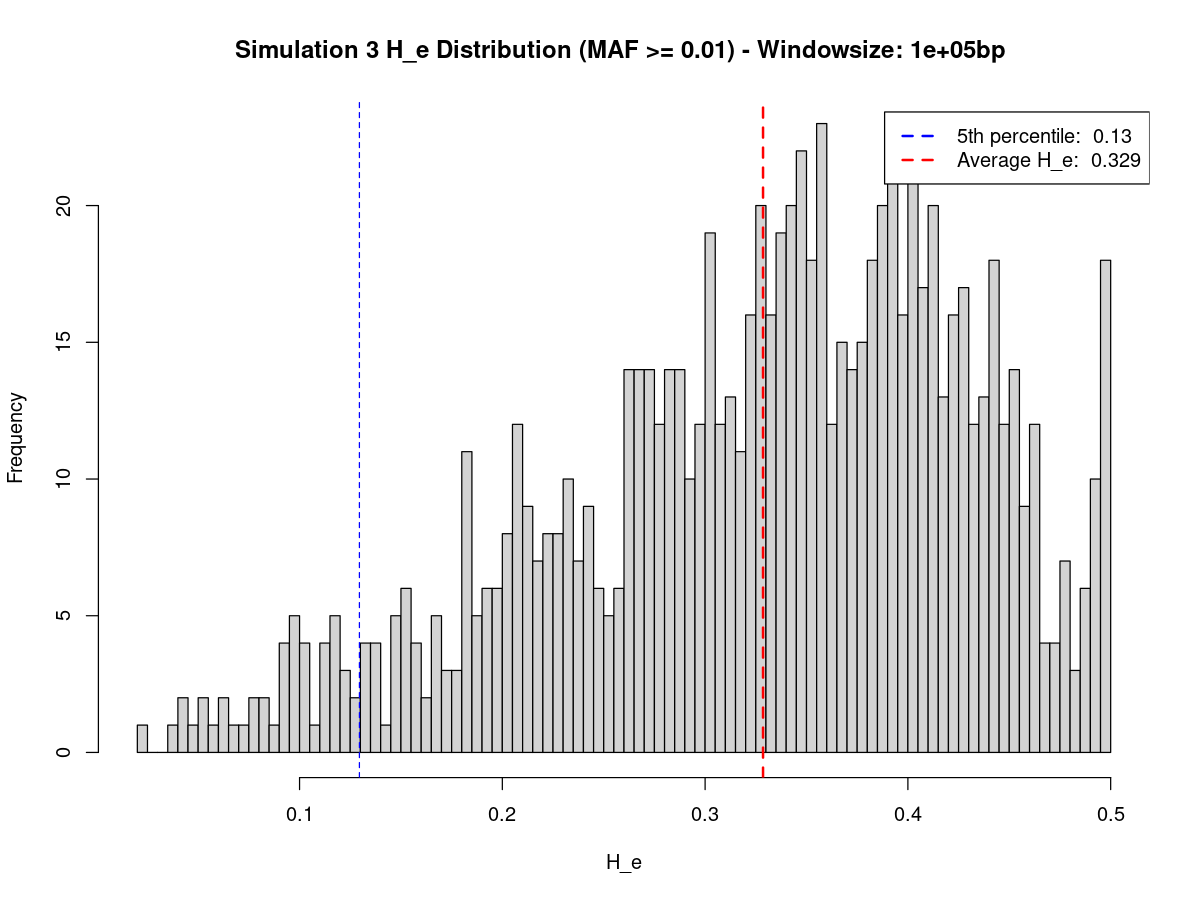 Simulation 3 H_e Distribution (MAF >= 0.01) - Windowsize: 1e+05bp
5th percentile:  0.13
Average H_e:  0.329
Frequency
20
15
10
5
0
0.1 0.2 0.3 0.4 0.5
H_e